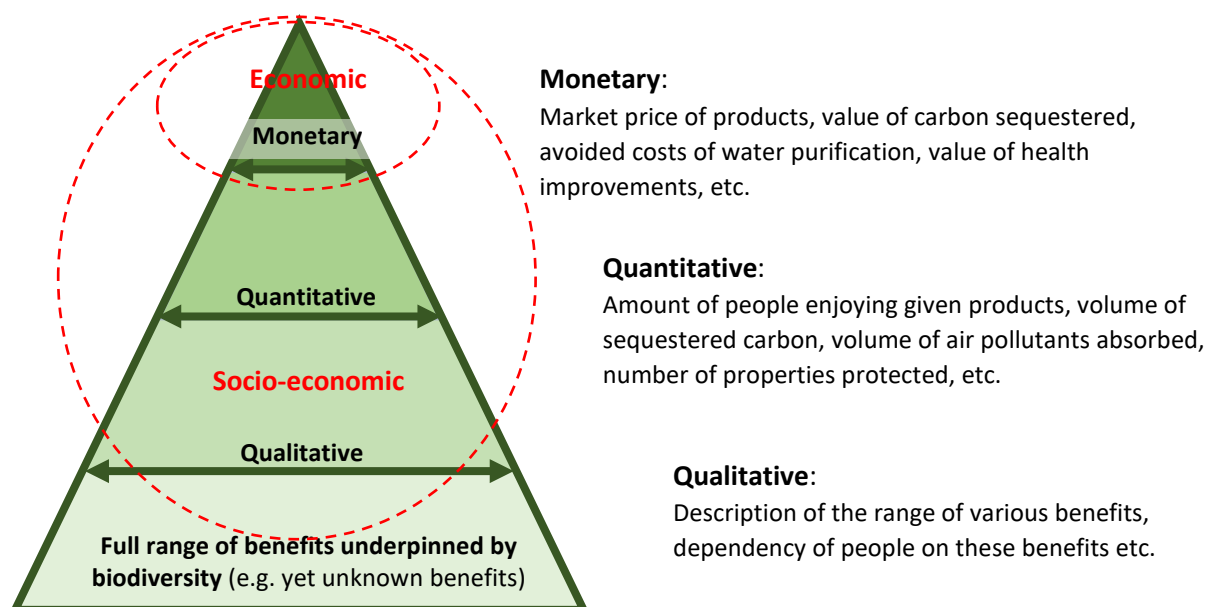 Economic
Monetary
Quantitative
Socio-economic
Qualitative
Full range of benefits underpinned by
biodiversity (e.g. yet unknown benefits)
Monetary:
Market price of products, value of carbon sequestered,
avoided costs of water purification, value of health
improvements, etc.
Quantitative:
Amount of people enjoying given products, volume of
sequestered carbon, volume of air pollutants absorbed,
number of properties protected, etc.
Qualitative:
Description of the range of various benefits,
dependency of people on these benefits etc.